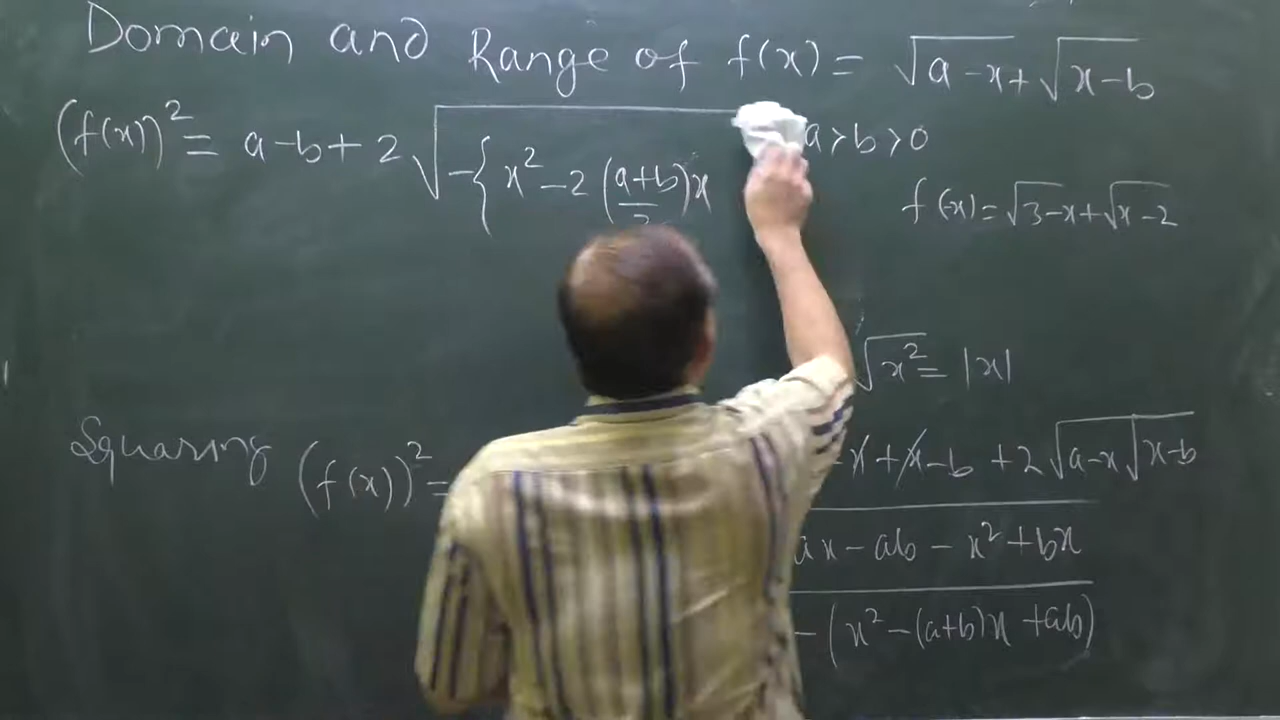 Domain and Range of f(x) = √(a-x) + √(x-b)
(f(x))² = a-b+2√-{x²-2(a+b)x a>b>0
f(x) = √(3-x) + √(x-2)
√x² = |x|
Squaring (f(x))² = -x+x-b +2√a-x√x-b
ax-ab-x²+bx
-(x²-(a+b)x+ab)